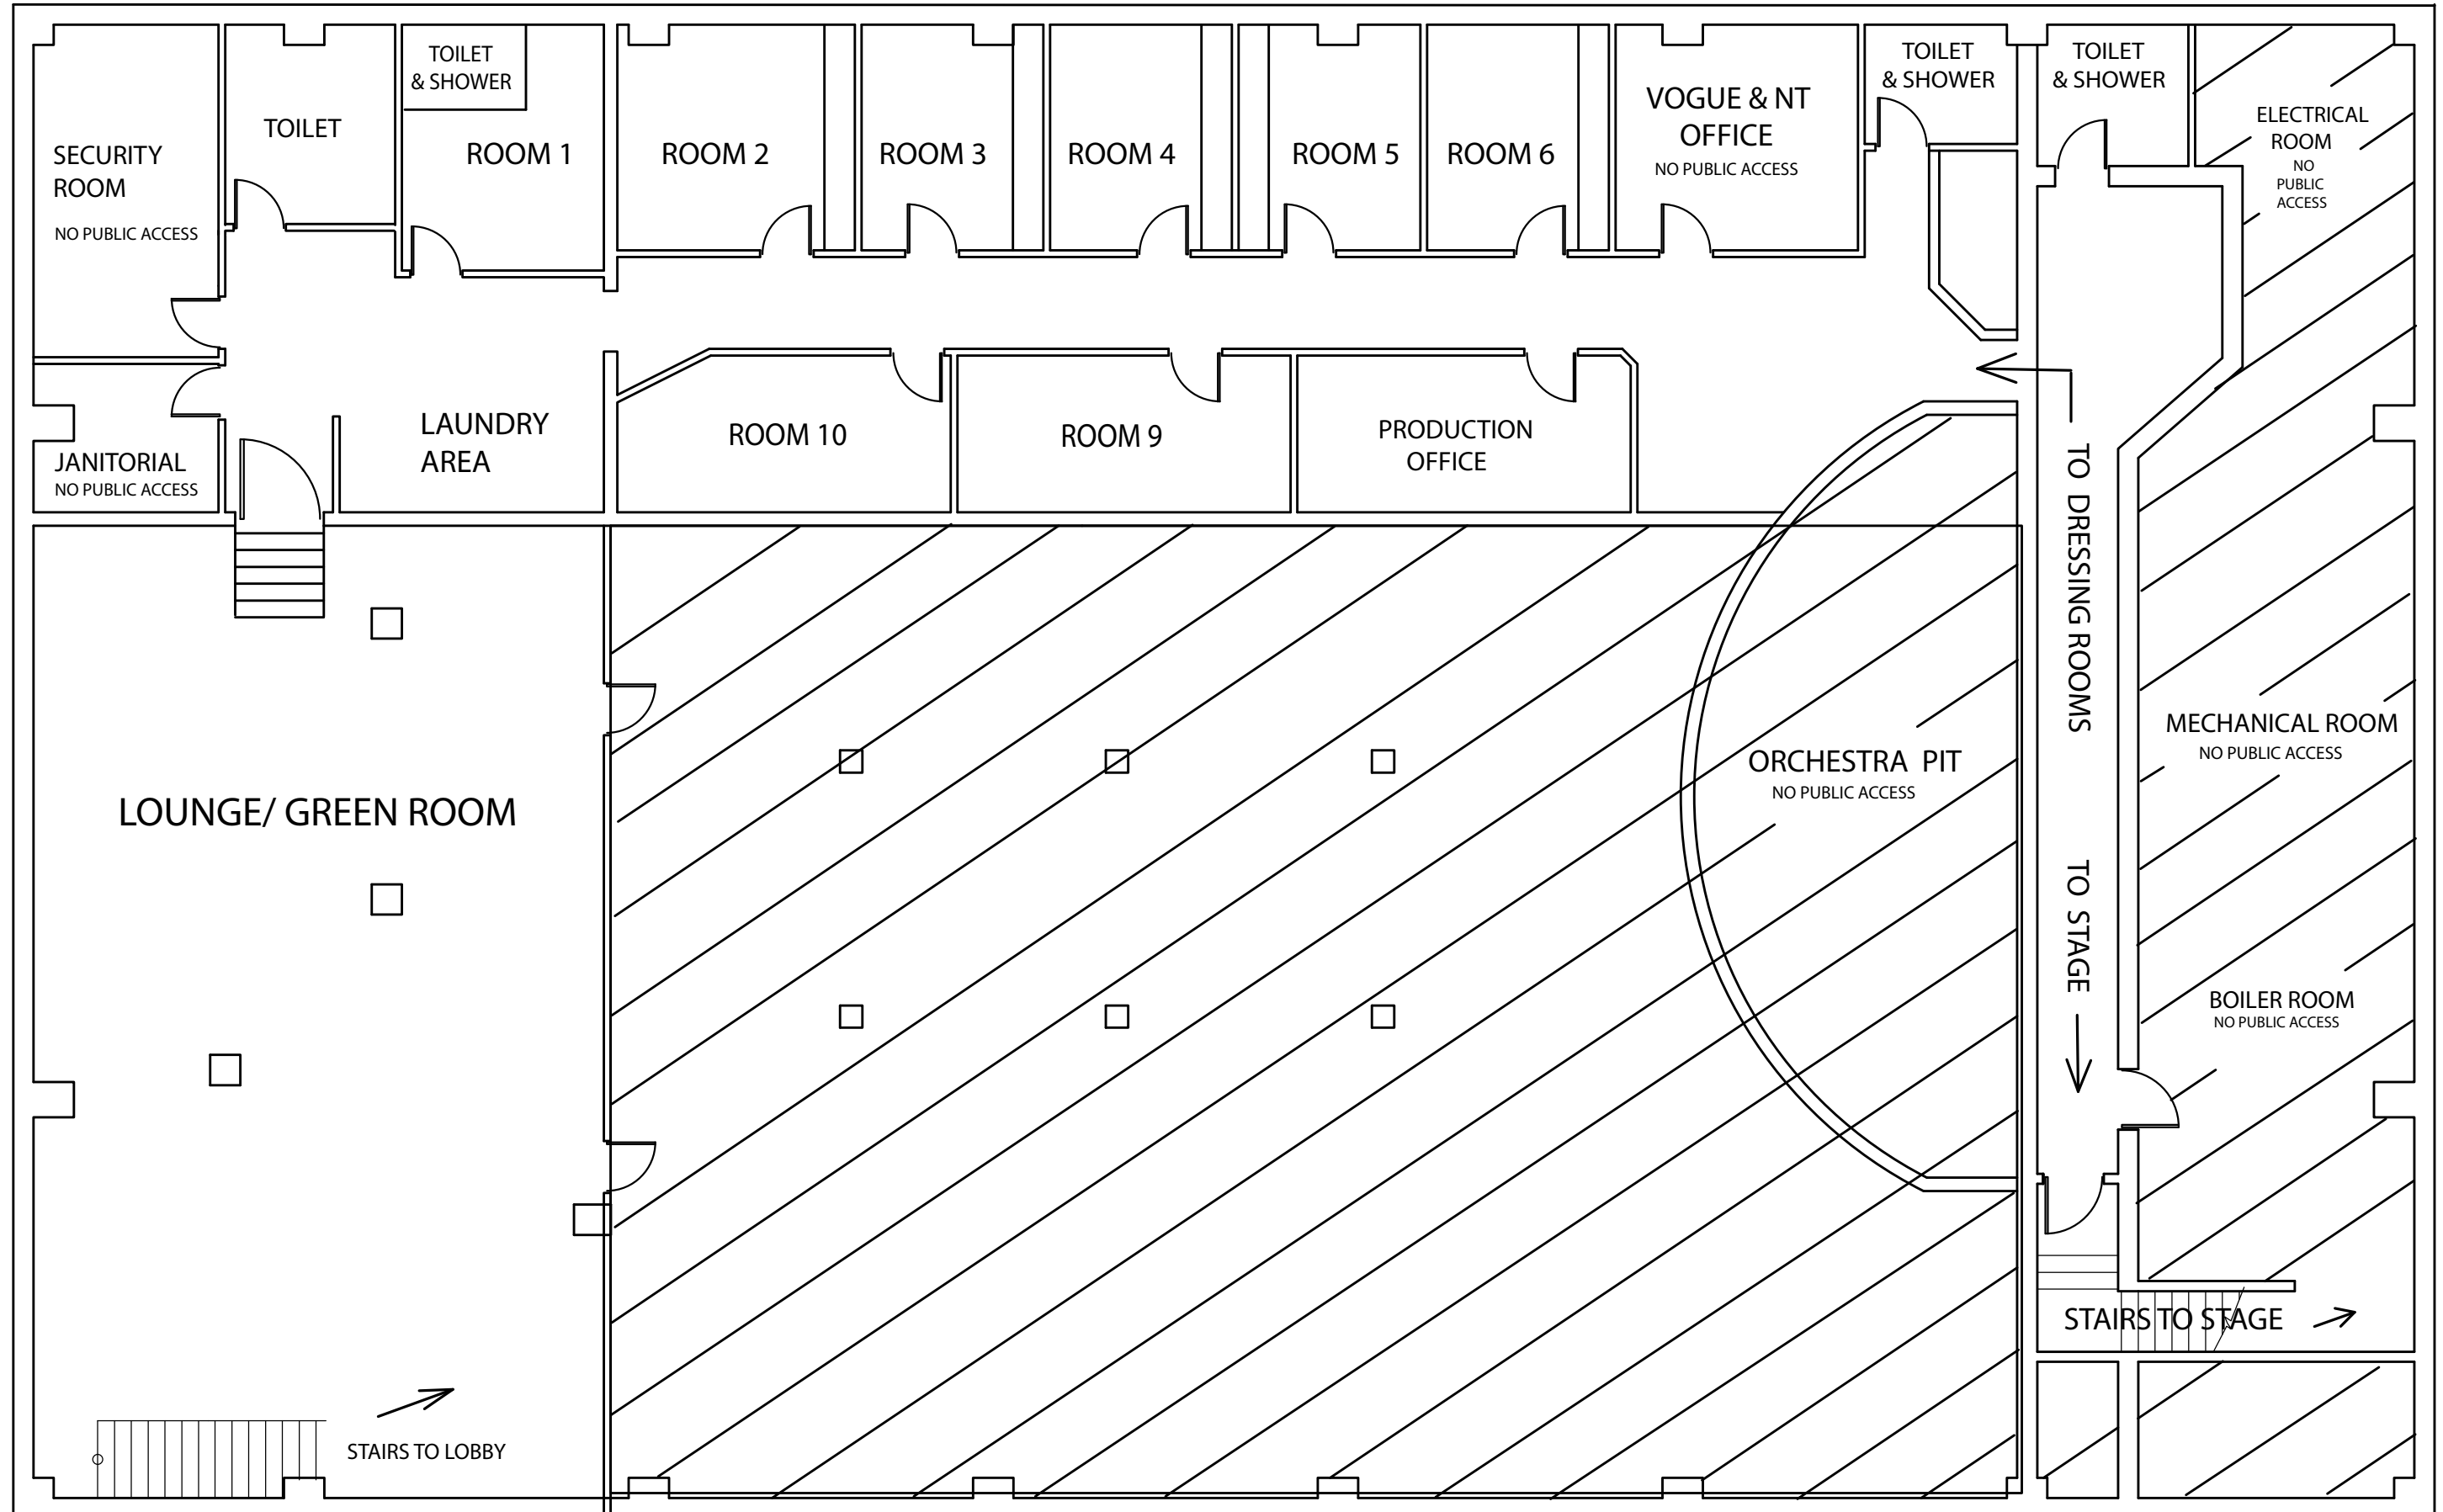 TOILET
& SHOWER
TOILET
& SHOWER
TOILET
& SHOWER
SECURITY
ROOM
NO PUBLIC ACCESS
TOILET
ROOM 1
ROOM 2
ROOM 3
ROOM 4
ROOM 5
ROOM 6
VOGUE & NT
OFFICE
NO PUBLIC ACCESS
ELECTRICAL
ROOM
NO
PUBLIC
ACCESS
JANITORIAL
NO PUBLIC ACCESS
LAUNDRY
AREA
ROOM 10
ROOM 9
PRODUCTION
OFFICE
TO DRESSING ROOMS
TO STAGE
LOUNGE/ GREEN ROOM
ORCHESTRA PIT
NO PUBLIC ACCESS
MECHANICAL ROOM
NO PUBLIC ACCESS
BOILER ROOM
NO PUBLIC ACCESS
STAIRS TO STAGE
STAIRS TO LOBBY